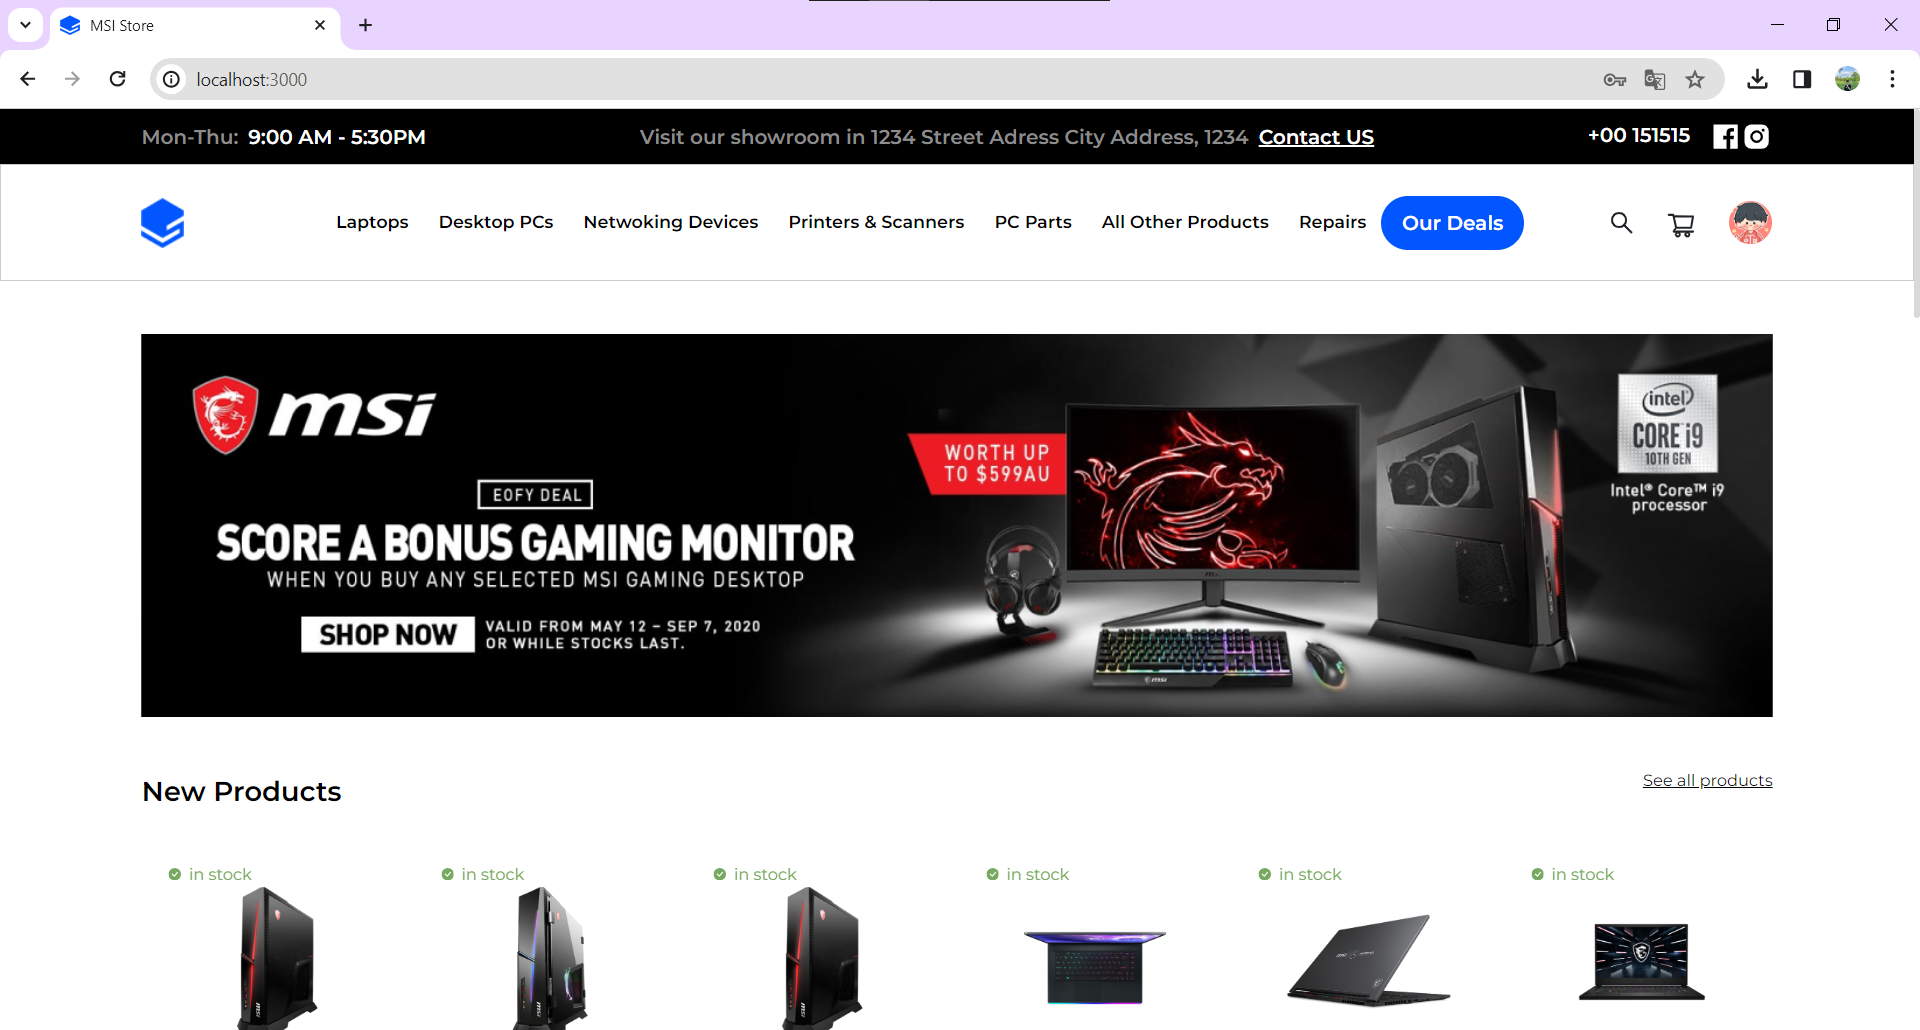 MSI Store
localhost:3000
Mon-Thu: 9:00 AM - 5:30PM
Visit our showroom in 1234 Street Adress City Address, 1234 Contact US
+00 151515
Laptops Desktop PCs Netwoking Devices Printers & Scanners PC Parts All Other Products Repairs Our Deals
msi
EOFY DEAL
SCORE A BONUS GAMING MONITOR
WHEN YOU BUY ANY SELECTED MSI GAMING DESKTOP
SHOP NOW
VALID FROM MAY 12 – SEP 7, 2020
OR WHILE STOCKS LAST.
WORTH UP
TO $599AU
intel
CORE i9
10TH GEN
Intel® Core™ i9
processor
msi
New Products
See all products
in stock
in stock
in stock
in stock
in stock
in stock